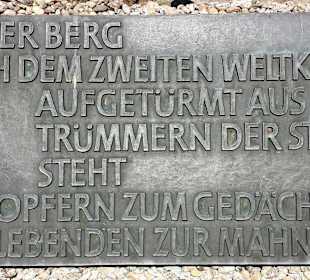 ER BERG
H DEM ZWEITEN WELTK
AUFGETÜRMT AUS
TRÜMMERN DER ST
STEHT
OPFERN ZUM GEDÄCH
LEBENDEN ZUR MAHN